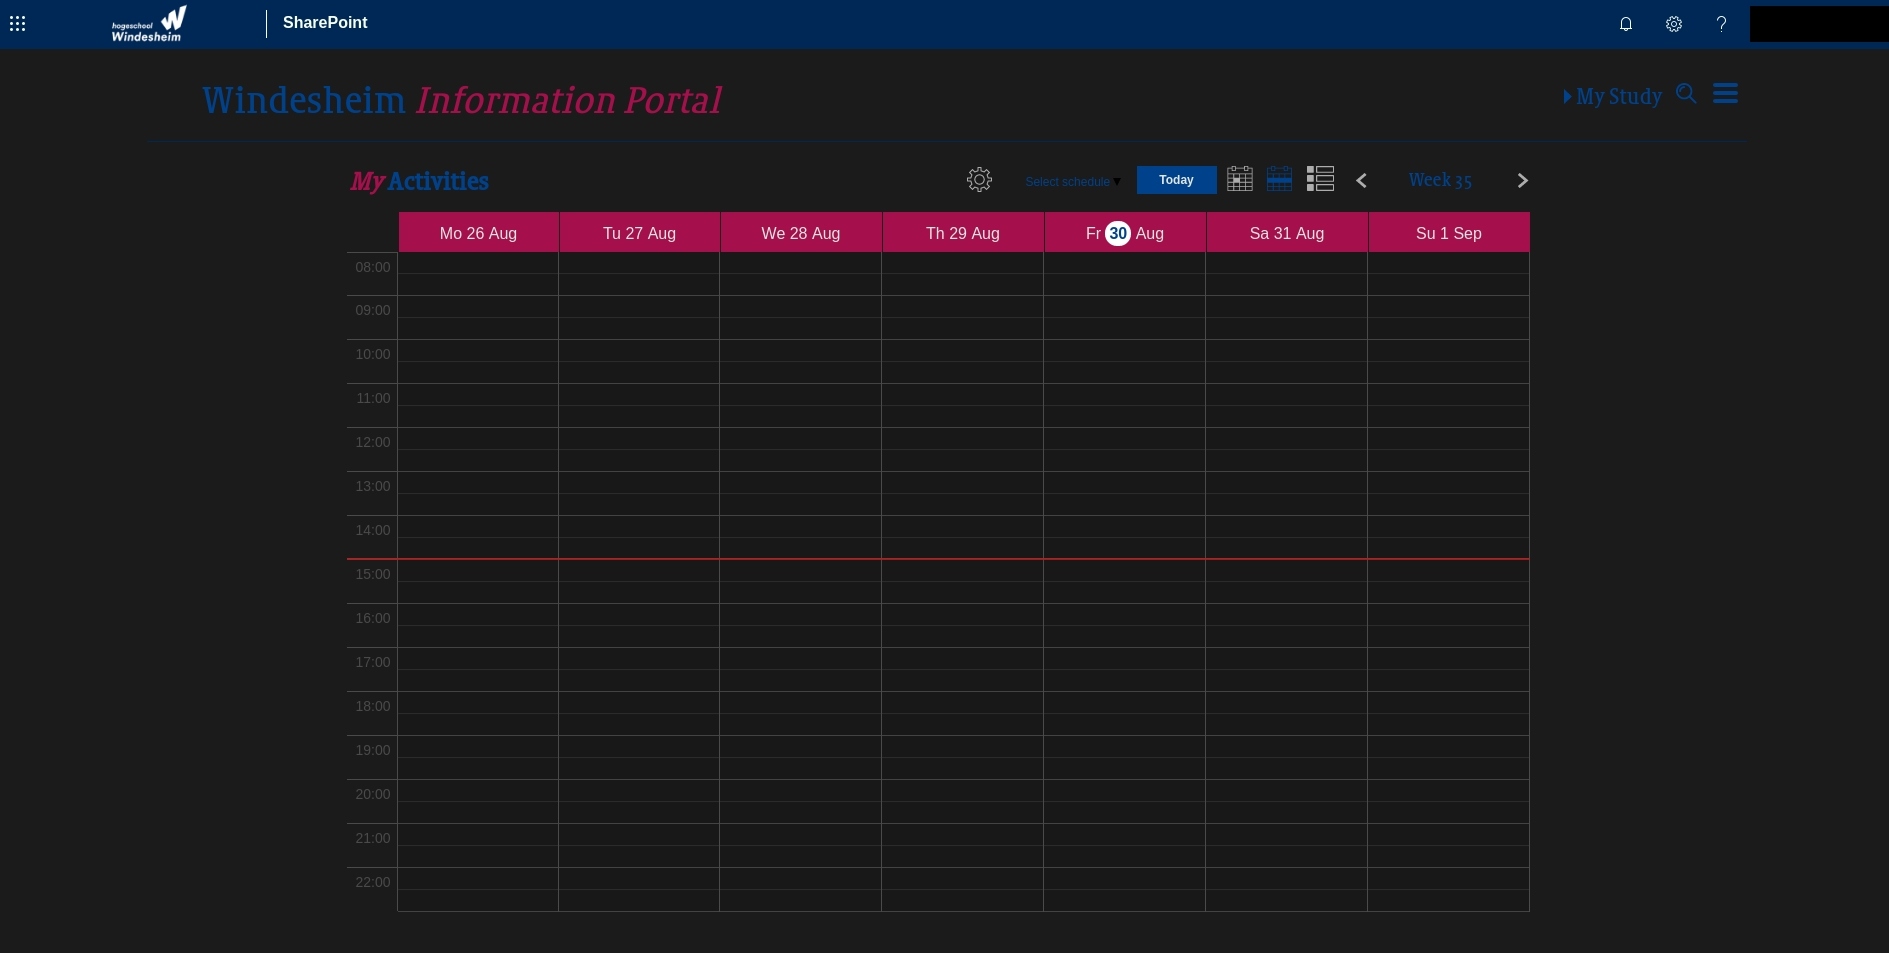 hogeschool
Windesheim
SharePoint
Windesheim Information Portal
My Study
My Activities
Select schedule
Today
Week 35
Mo 26 Aug
Tu 27 Aug
We 28 Aug
Th 29 Aug
Fr 30 Aug
Sa 31 Aug
Su 1 Sep
08:00
09:00
10:00
11:00
12:00
13:00
14:00
15:00
16:00
17:00
18:00
19:00
20:00
21:00
22:00